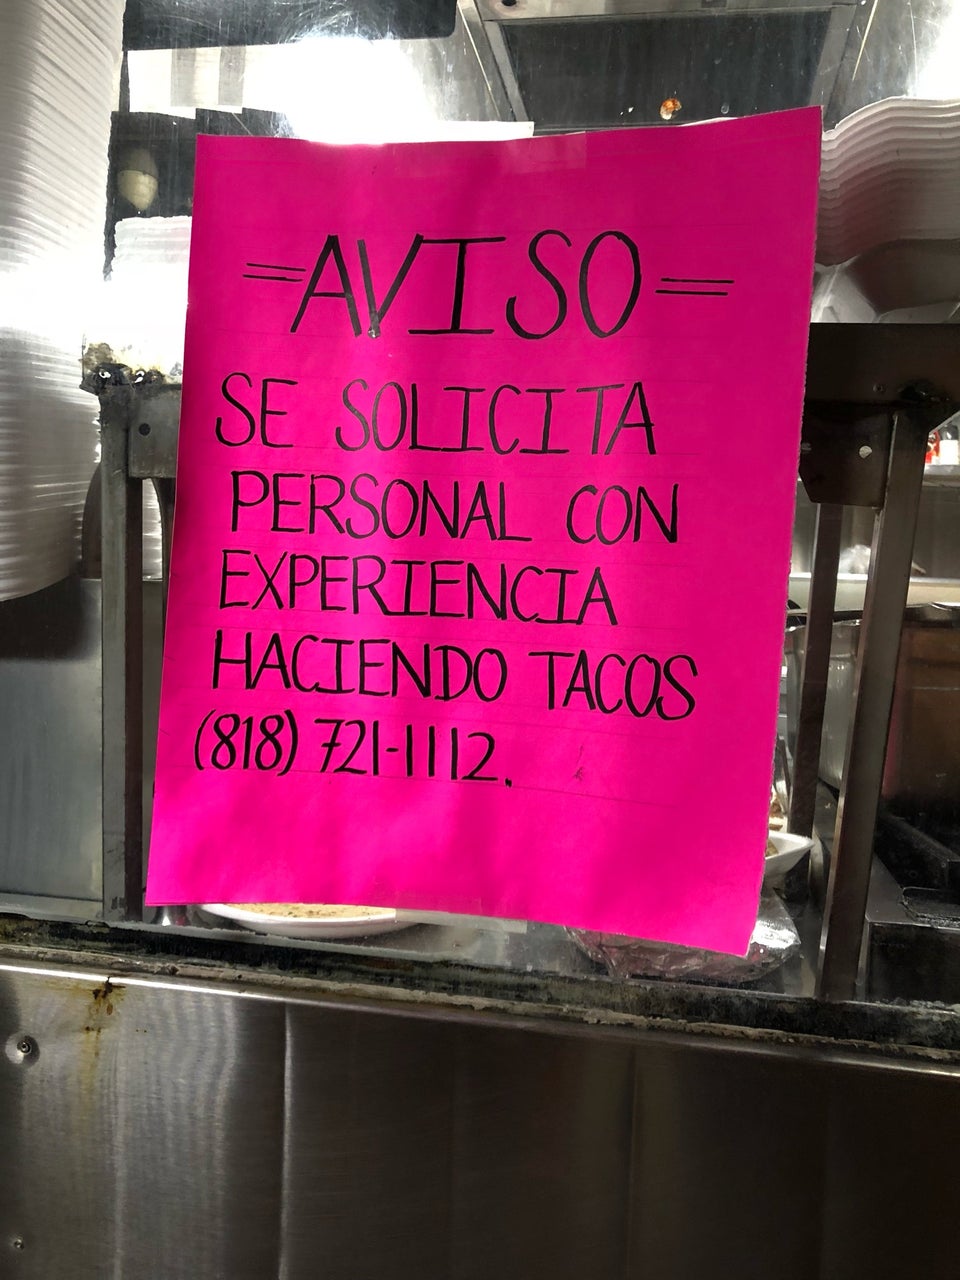 =AVISO=
SE SOLICITA
PERSONAL CON
EXPERIENCIA
HACIENDO TACOS
(818) 721-1112.